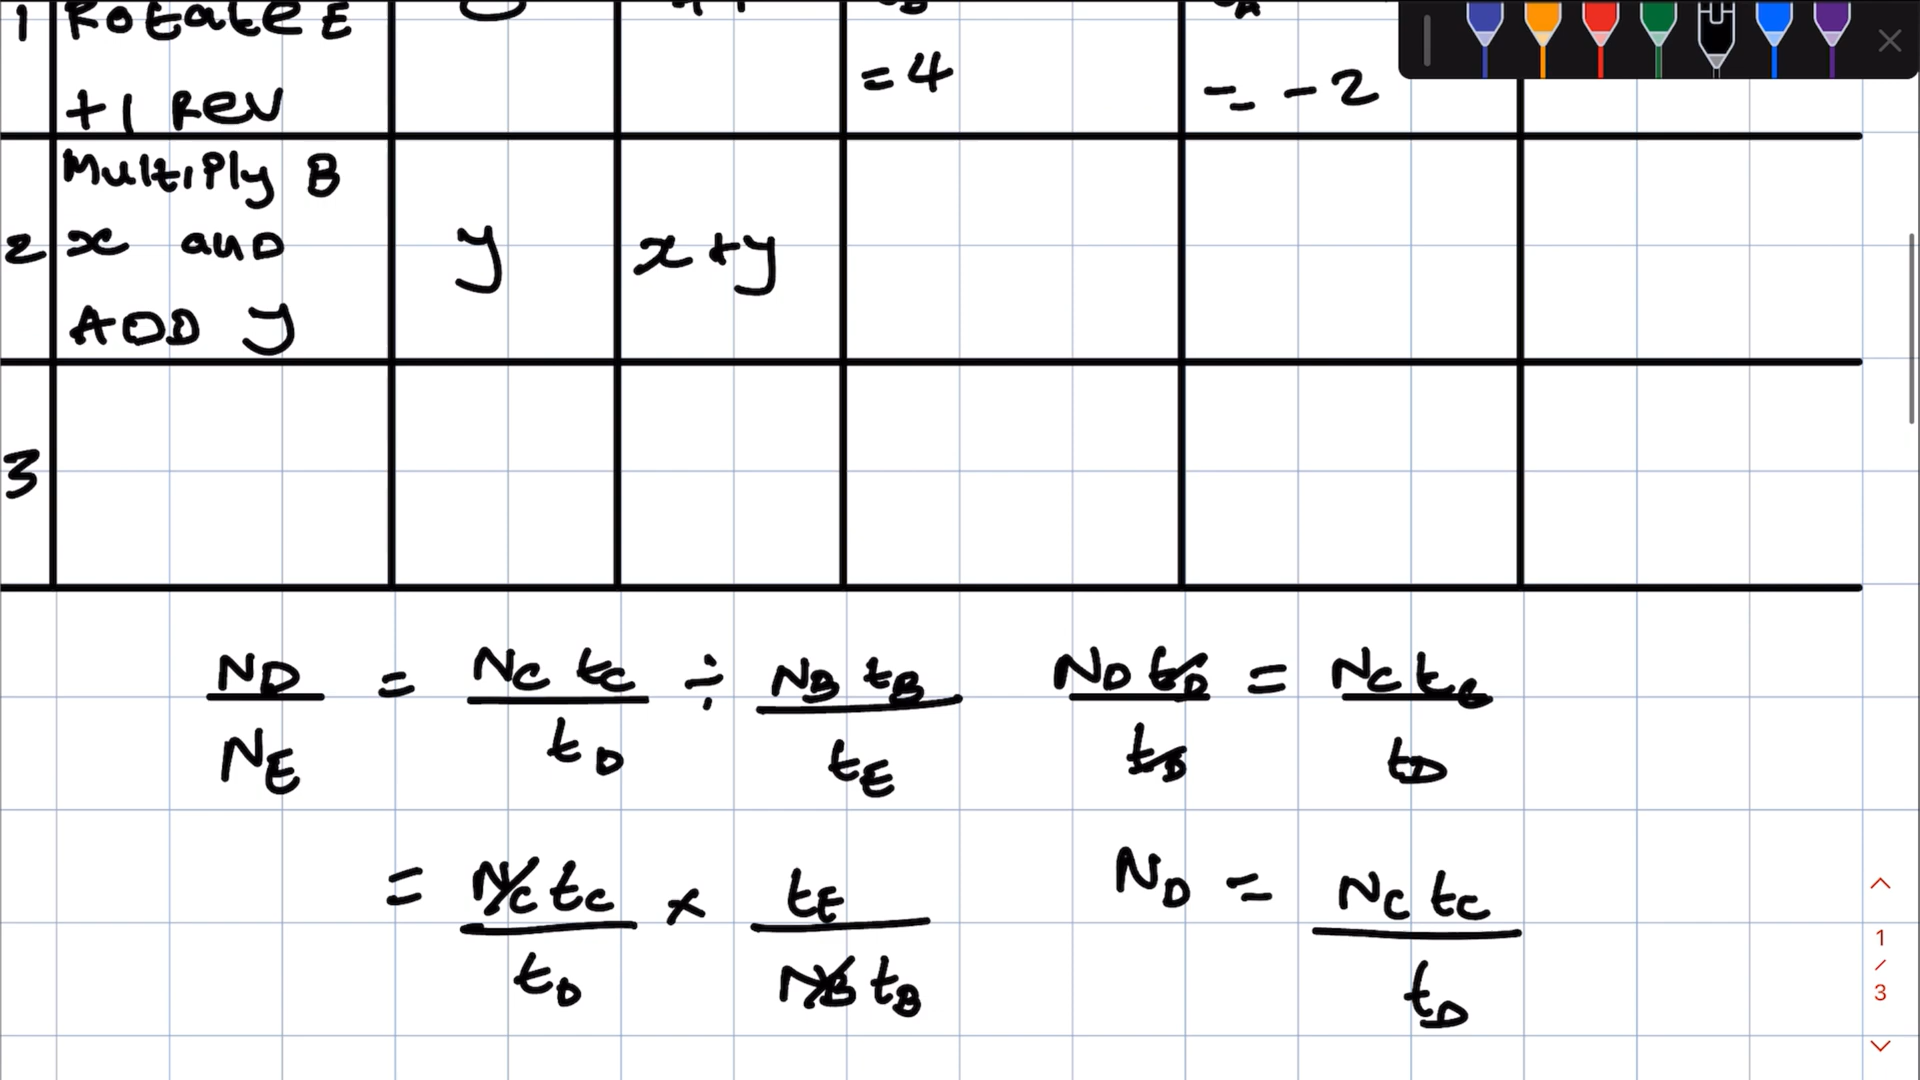 1 Rotate E
+1 Rev
= 4
= -2
Multiply B
2 x and y x+y
ADD y
3
ND/NE = NC tC/tD ÷ NB tB/tE ND tD/tD = NC tC/tD
= NC tC/tD × tE/NB tB ND = NC tC/tD
1
/
3